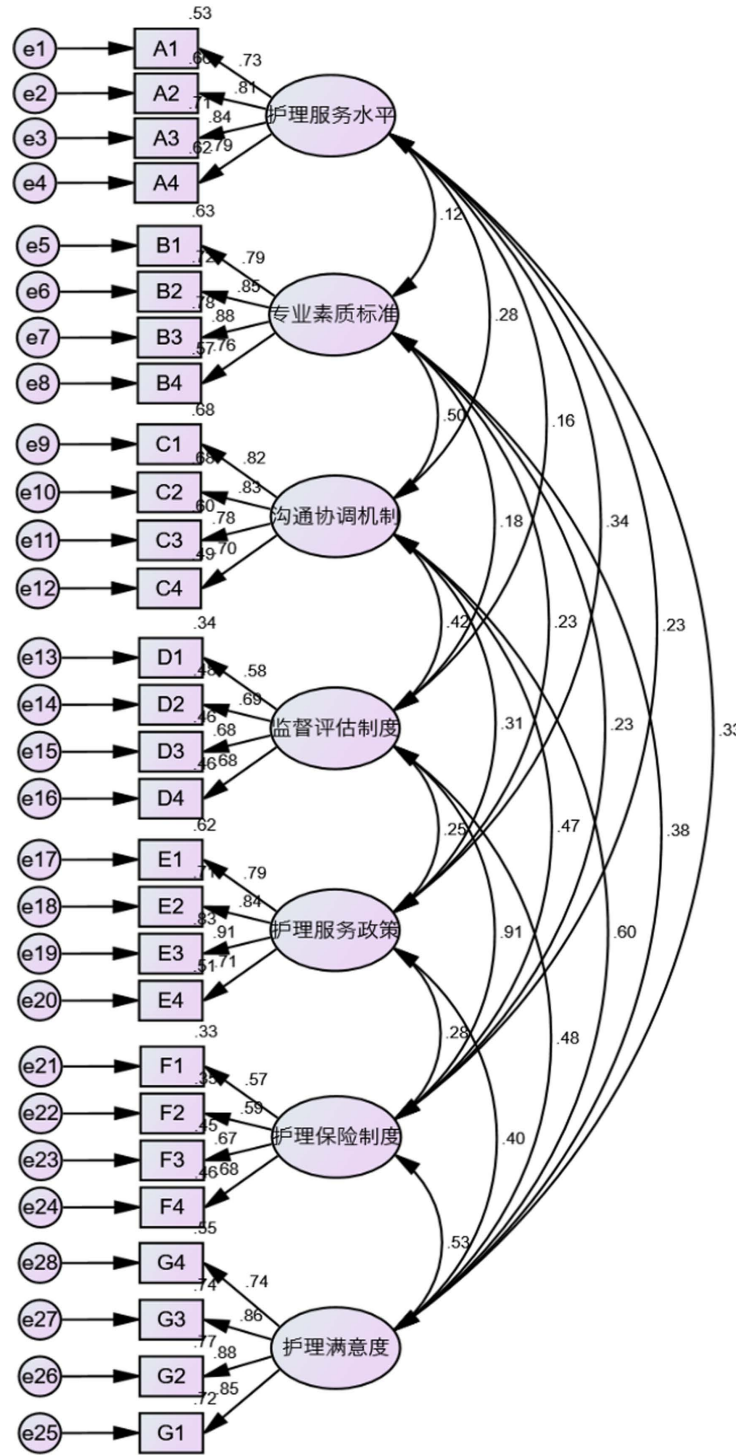 .53
e1 A1 .73
.66
e2 A2 .81
.71 护理服务水平
e3 A3 .84
.62 .79
e4 A4
.12
.63
e5 B1 .79
.72
e6 B2 .85
.78 专业素质标准 .28
e7 B3 .88
.57 .76
e8 B4
.68 .50 .16
e9 C1 .82
.68
e10 C2 .83
.60 沟通协调机制 .18 .34
e11 C3 .78
.49 .70
e12 C4
.34 .42 .23 .23
e13 D1 .58
.48
e14 D2 .69
.46 监督评估制度 .31 .23 .33
e15 D3 .68
.46 .68
e16 D4
.62 .25 .47 .38
e17 E1 .79
.71
e18 E2 .84
.83 护理服务政策 .91 .60
e19 E3 .91
.51 .71
e20 E4
.33 .28 .48
e21 F1 .57
.35
e22 F2 .59
.45 护理保险制度 .40
e23 F3 .67
.46 .68
e24 F4
.55 .53
e28 G4 .74
.74
e27 G3 .86
.77 护理满意度
e26 G2 .88
.72 .85
e25 G1